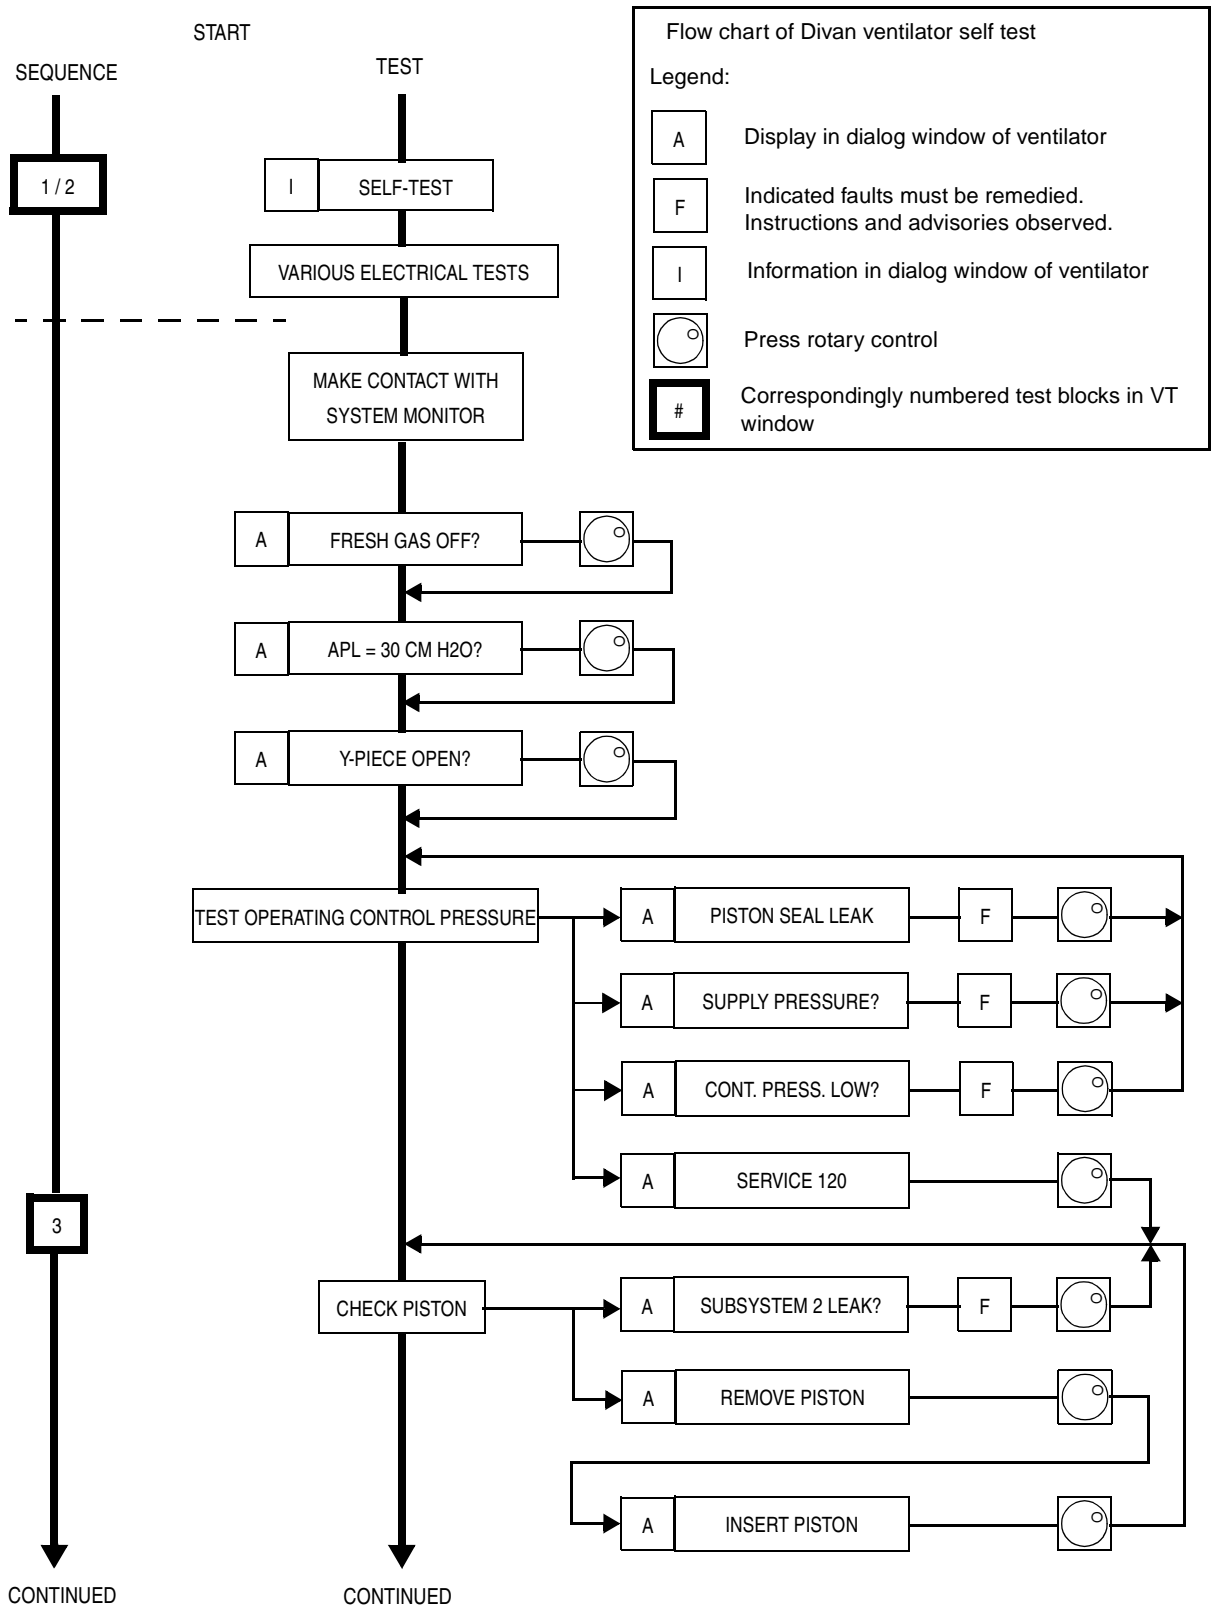 START
SEQUENCE
TEST
Flow chart of Divan ventilator self test
Legend:
A
Display in dialog window of ventilator
F
Indicated faults must be remedied.
Instructions and advisories observed.
I
Information in dialog window of ventilator
Press rotary control
#
Correspondingly numbered test blocks in VT
window
1 / 2
I
SELF-TEST
VARIOUS ELECTRICAL TESTS
MAKE CONTACT WITH
SYSTEM MONITOR
A
FRESH GAS OFF?
A
APL = 30 CM H2O?
A
Y-PIECE OPEN?
TEST OPERATING CONTROL PRESSURE
A
PISTON SEAL LEAK
F
A
SUPPLY PRESSURE?
F
A
CONT. PRESS. LOW?
F
A
SERVICE 120
3
CHECK PISTON
A
SUBSYSTEM 2 LEAK?
F
A
REMOVE PISTON
A
INSERT PISTON
CONTINUED
CONTINUED